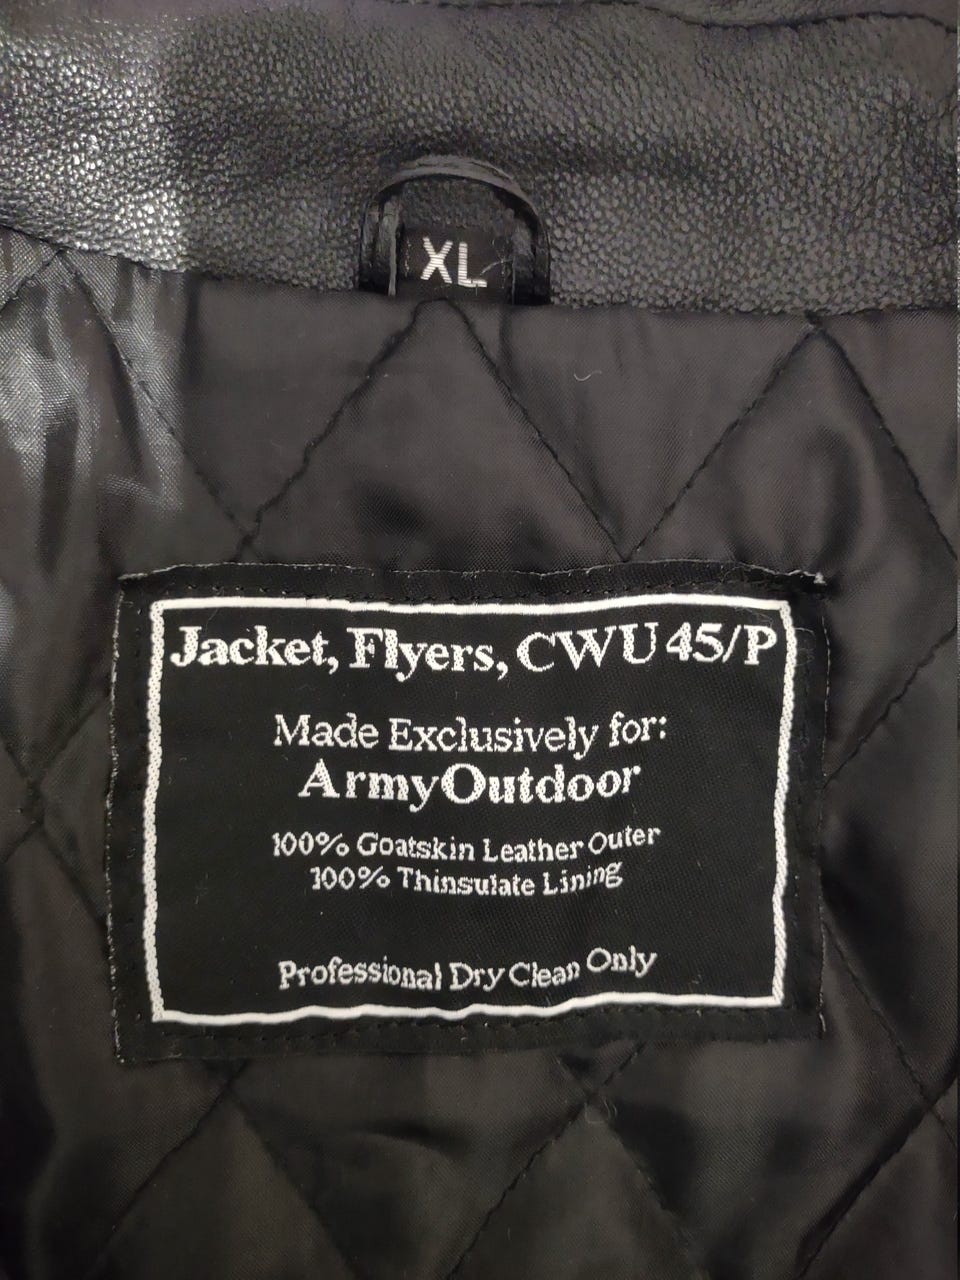 XL
Jacket, Flyers, CWU 45/P
Made Exclusively for:
ArmyOutdoor
100% Goatskin Leather Outer
100% Thinsulate Lining
Professional Dry Clean Only